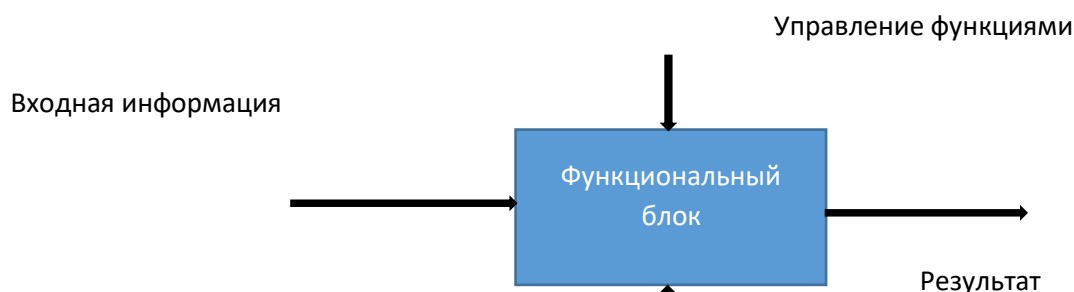 Управление функциями
Входная информация
Функциональный
блок
Результат